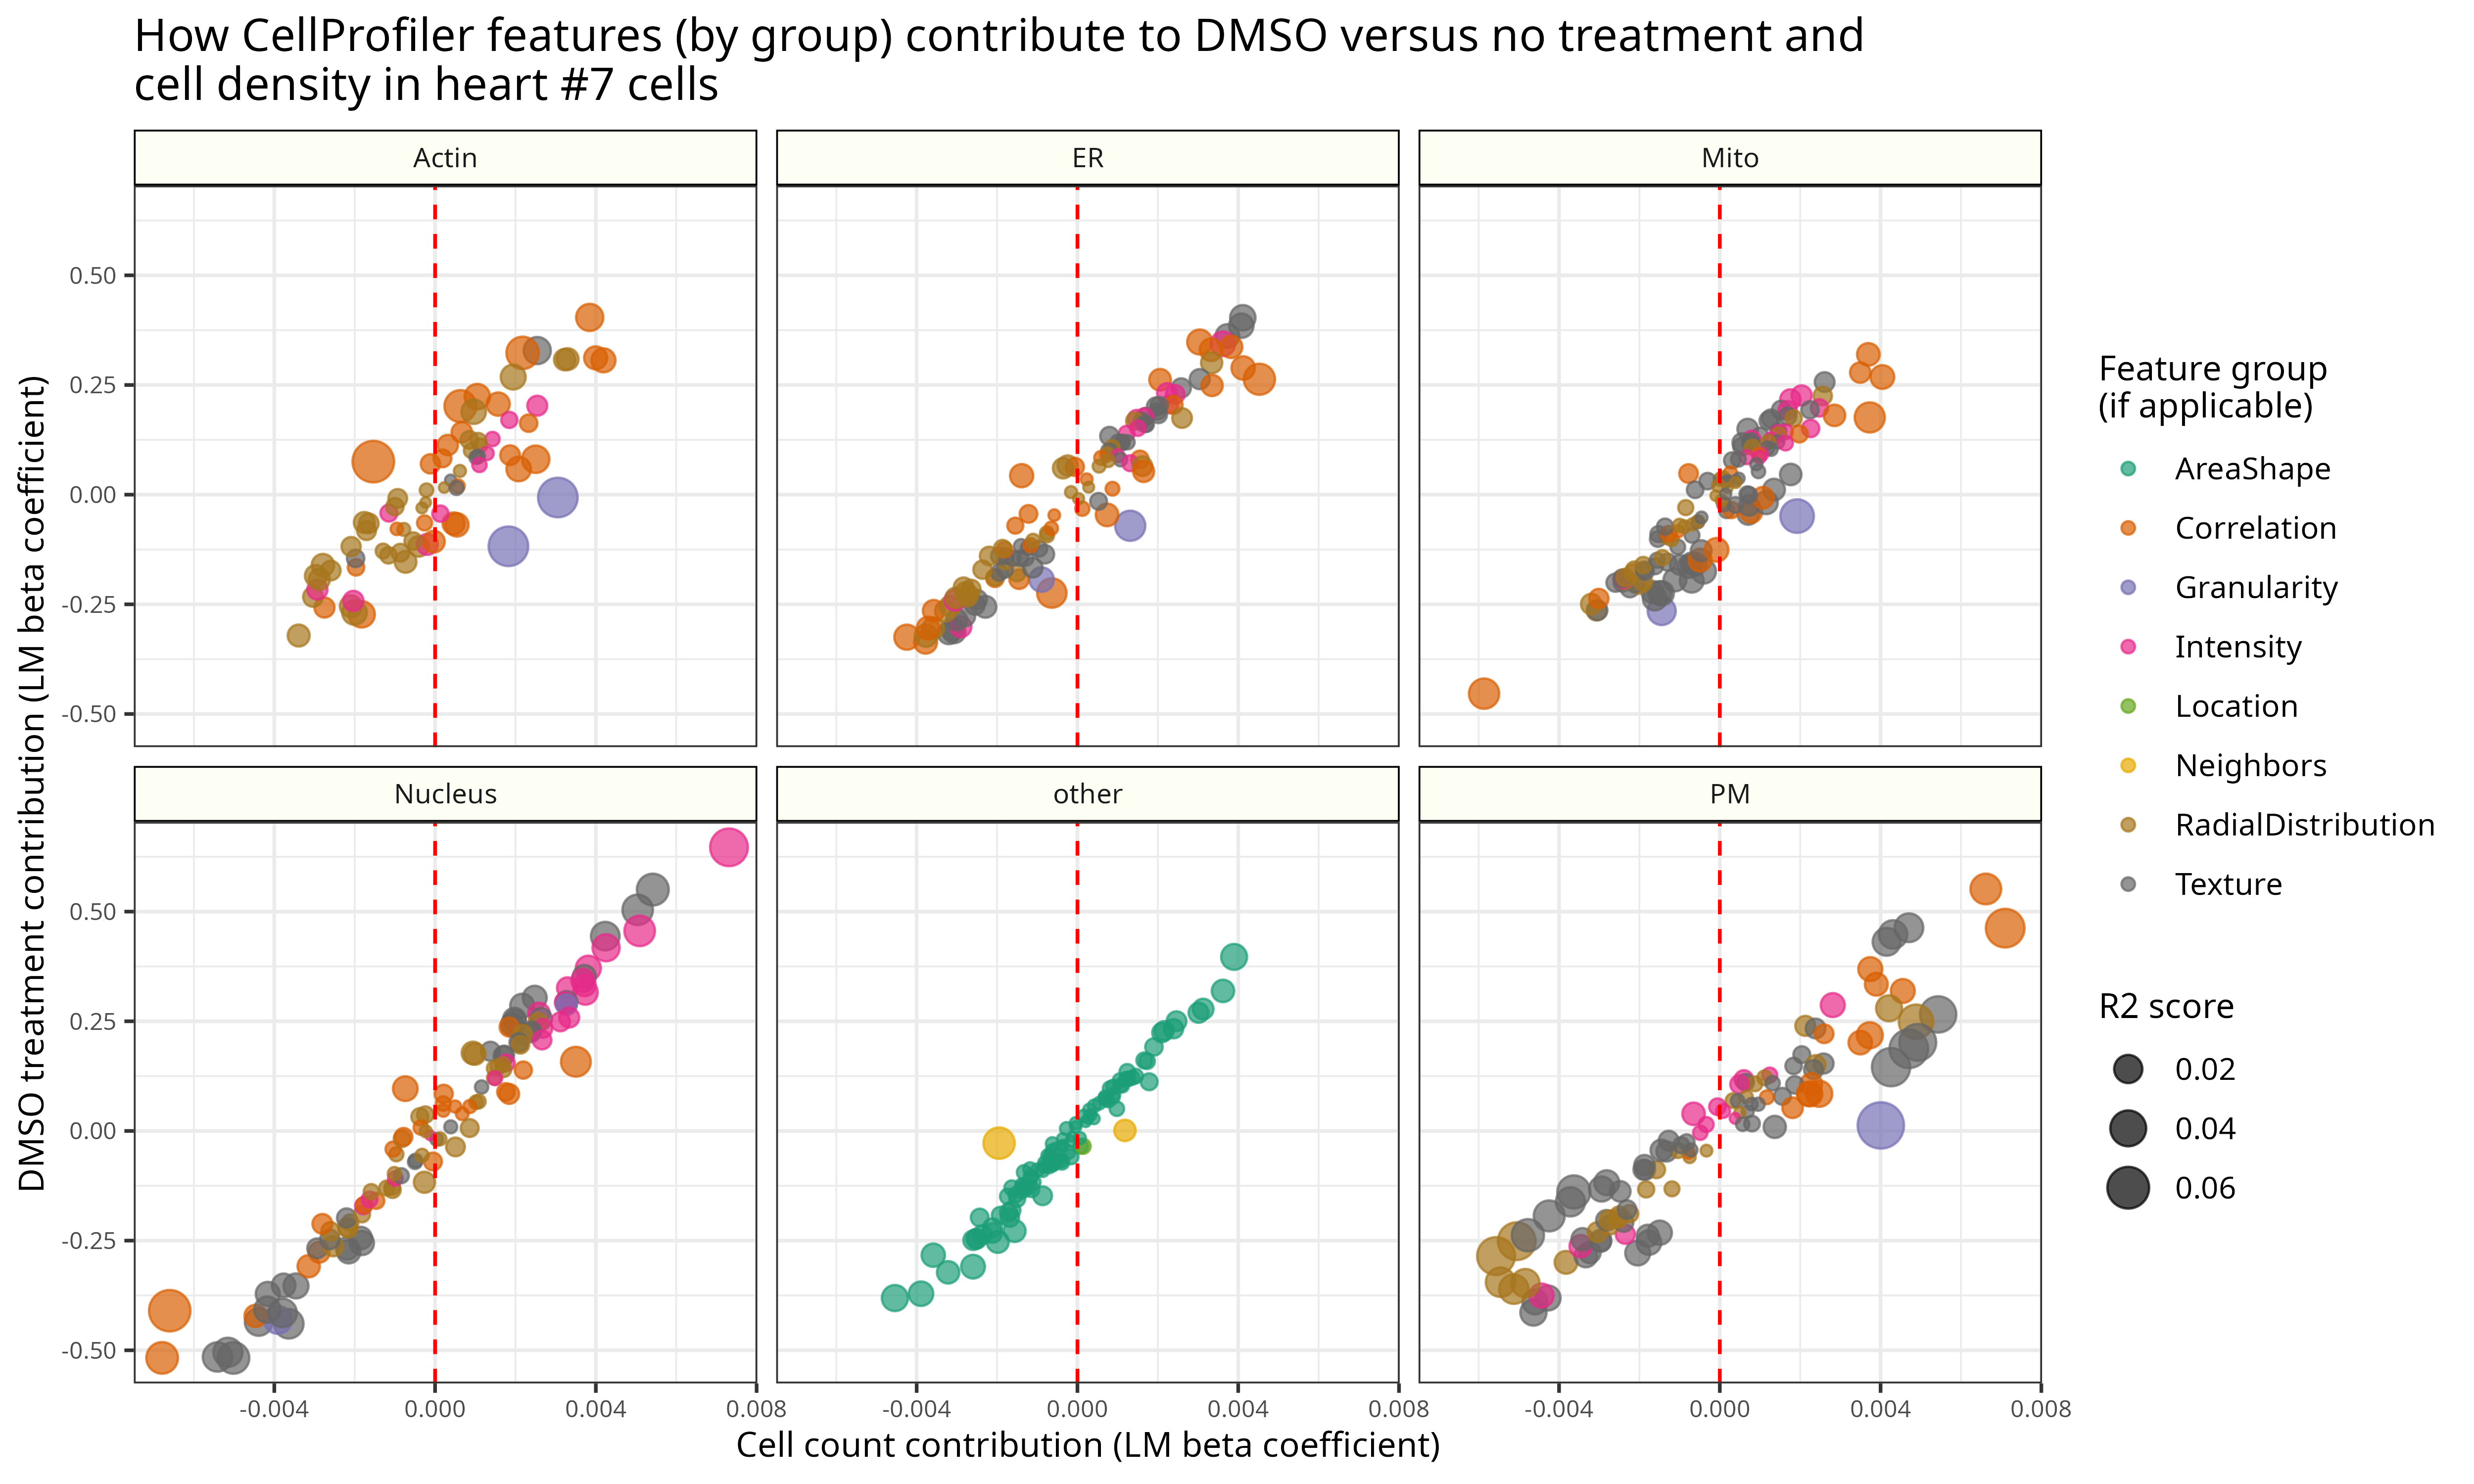 How CellProfiler features (by group) contribute to DMSO versus no treatment and
cell density in heart #7 cells
Actin
ER
Mito
0.50
0.25
0.00
-0.25
-0.50
Nucleus
other
PM
0.50
0.25
0.00
-0.25
-0.50
-0.004
0.000
0.004
0.008
-0.004
0.000
0.004
0.008
-0.004
0.000
0.004
0.008
Cell count contribution (LM beta coefficient)
DMSO treatment contribution (LM beta coefficient)
Feature group
(if applicable)
AreaShape
Correlation
Granularity
Intensity
Location
Neighbors
RadialDistribution
Texture
R2 score
0.02
0.04
0.06